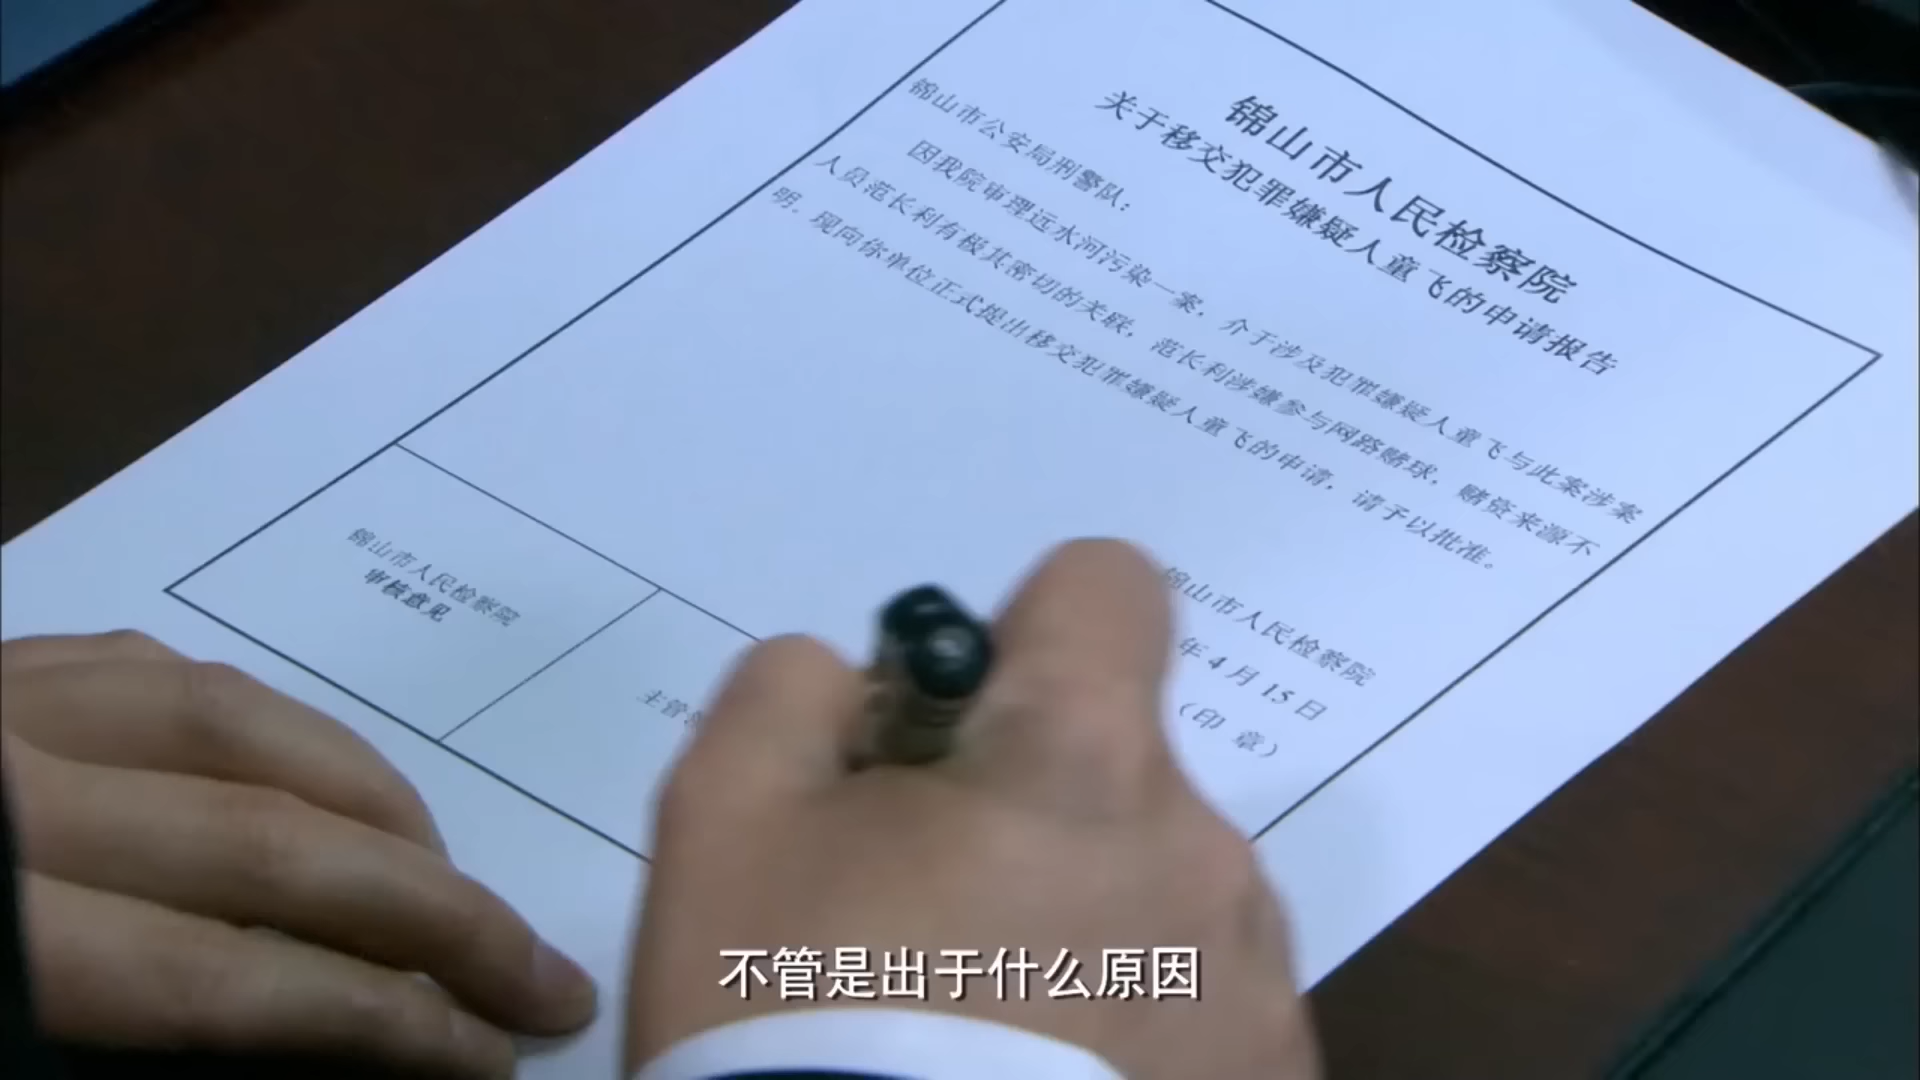 锦山市人民检察院
关于移交犯罪嫌疑人童飞的申请报告
锦山市公安局刑警队：
因我院审理远水河污染一案，介于涉及犯罪嫌疑人童飞与此案涉案
人员范长利有极其密切的关联，范长利涉嫌参与网路赌球，赌资来源不
明．现向你单位正式提出移交犯罪嫌疑人童飞的申请，请予以批准。
锦山市人民检察院
年4月15日
（印 章）
锦山市人民检察院
审核意见
主管
不管是出于什么原因